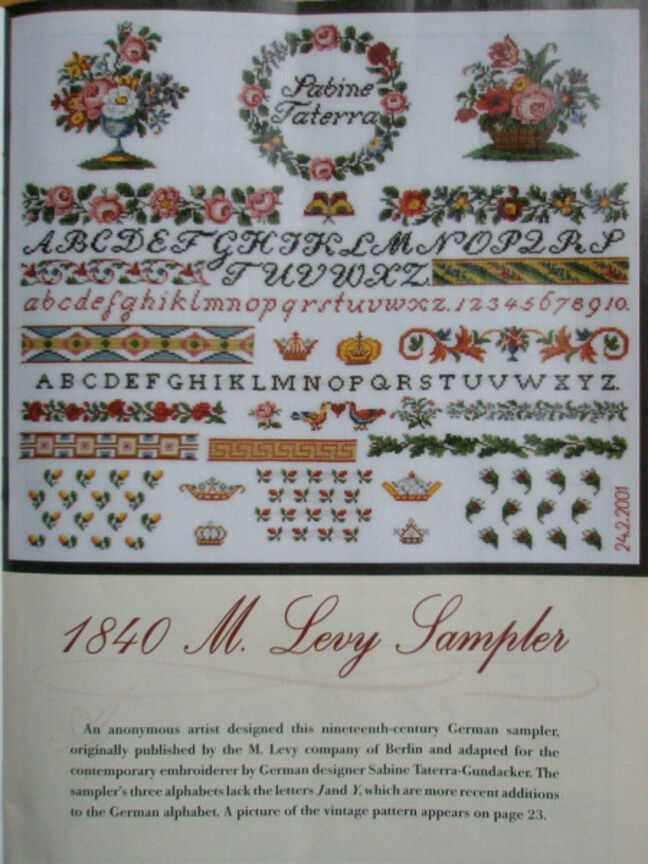 Sabine
Taterra
ABCDEFGHIKLMNOPQRS
TUVWXZ.
abcdefghiklmnopqrstuvwxz.12345678910.
ABCDEFGHIKLMNOPQRSTUVWXYZ.
24.2.2001
1840 M. Levy Sampler
An anonymous artist designed this nineteenth-century German sampler,
originally published by the M. Levy company of Berlin and adapted for the
contemporary embroiderer by German designer Sabine Taterra-Gundacker. The
sampler's three alphabets lack the letters J and Y, which are more recent additions
to the German alphabet. A picture of the vintage pattern appears on page 23.